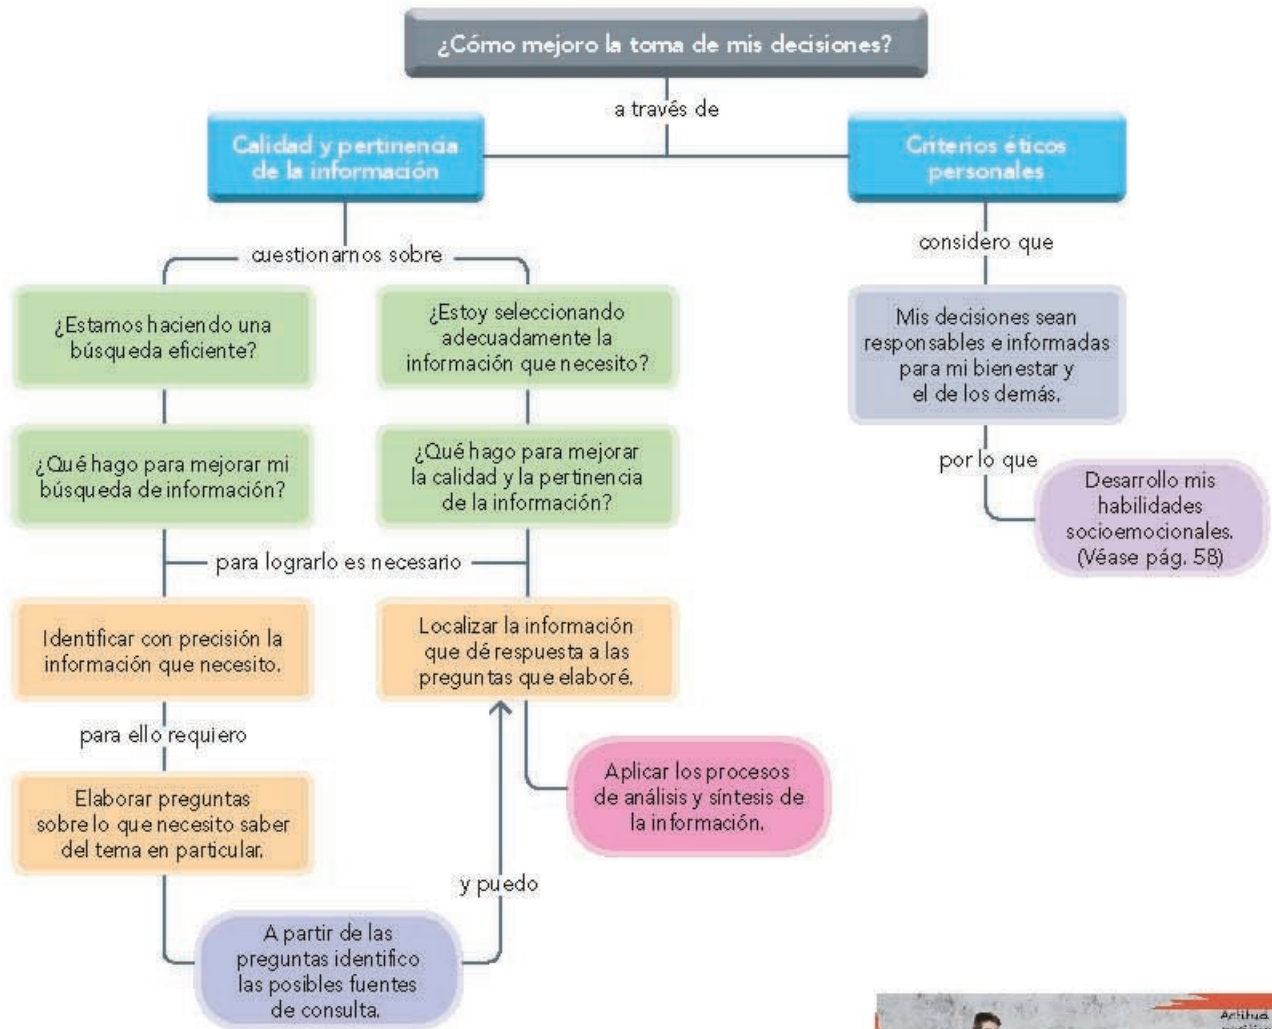 ¿Cómo mejoro la toma de mis decisiones?
a través de
Calidad y pertinencia
de la información
Criterios éticos
personales
cuestionarnos sobre
considero que
¿Estamos haciendo una
búsqueda eficiente?
¿Estoy seleccionando
adecuadamente la
información que necesito?
Mis decisiones sean
responsables e informadas
para mi bienestar y
el de los demás.
¿Qué hago para mejorar mi
búsqueda de información?
¿Qué hago para mejorar
la calidad y la pertinencia
de la información?
por lo que
Desarrollo mis
habilidades
socioemocionales.
(Véase pág. 58)
para lograrlo es necesario
Identificar con precisión la
información que necesito.
Localizar la información
que dé respuesta a las
preguntas que elaboré.
para ello requiero
Elaborar preguntas
sobre lo que necesito saber
del tema en particular.
Aplicar los procesos
de análisis y síntesis de
la información.
y puedo
A partir de las
preguntas identifico
las posibles fuentes
de consulta.
Actitud